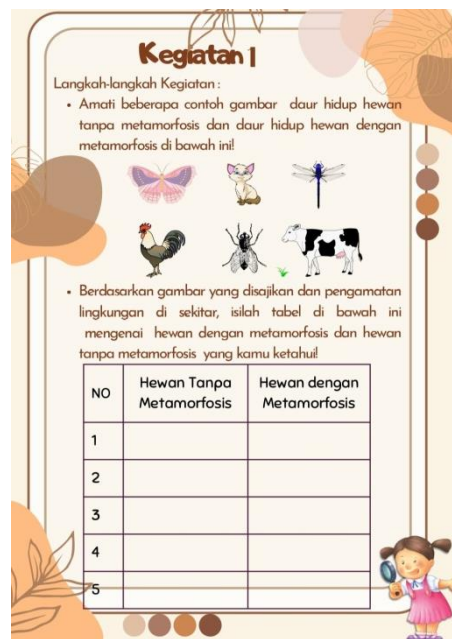 Kegiatan 1
Langkah-langkah Kegiatan :
• Amati beberapa contoh gambar daur hidup hewan
tanpa metamorfosis dan daur hidup hewan dengan
metamorfosis di bawah ini!
• Berdasarkan gambar yang disajikan dan pengamatan
lingkungan di sekitar, isilah tabel di bawah ini
mengenai hewan dengan metamorfosis dan hewan
tanpa metamorfosis yang kamu ketahui!
NO
Hewan Tanpa
Metamorfosis
Hewan dengan
Metamorfosis
1
2
3
4
5